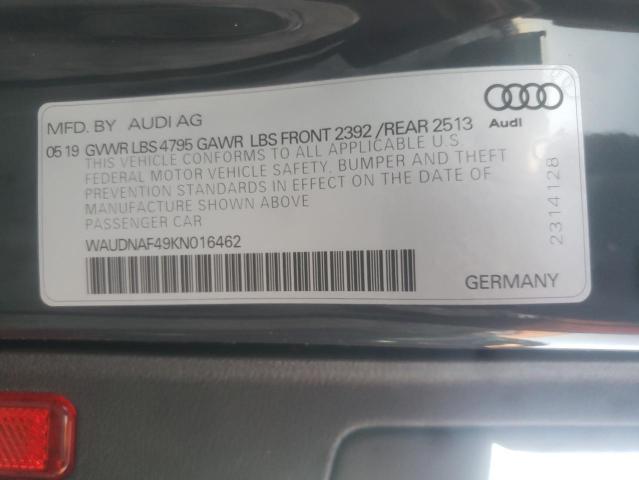 MFD. BY AUDI AG
05 19 GVWR LBS 4795 GAWR LBS FRONT 2392 /REAR 2513
THIS VEHICLE CONFORMS TO ALL APPLICABLE U.S.
FEDERAL MOTOR VEHICLE SAFETY, BUMPER AND THEFT
PREVENTION STANDARDS IN EFFECT ON THE DATE OF
MANUFACTURE SHOWN ABOVE
PASSENGER CAR
WAUDNAF49KN016462
Audi
2314128
GERMANY